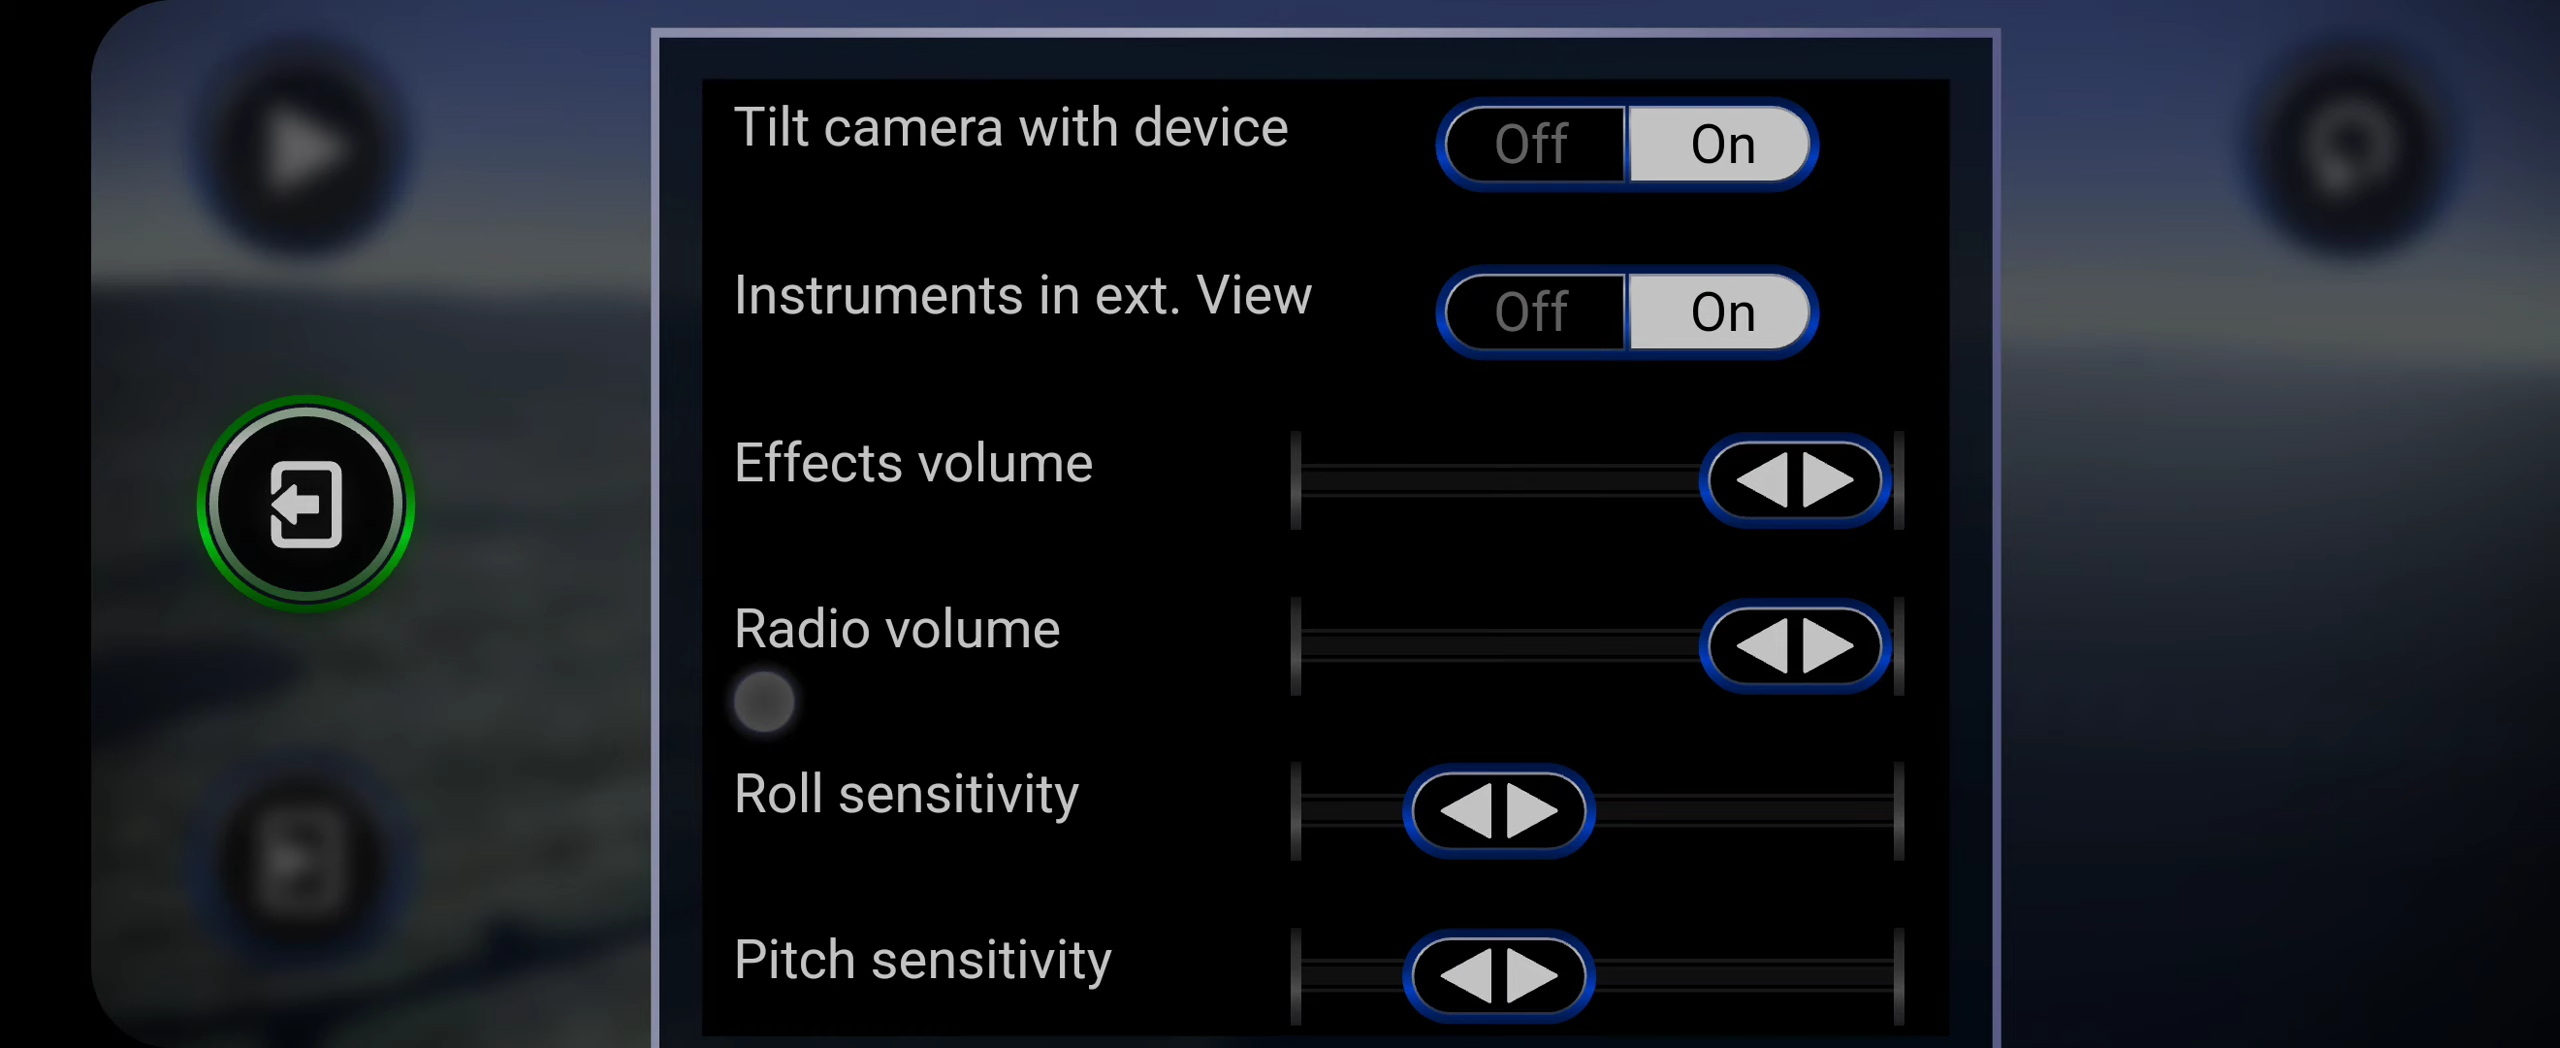 Tilt camera with device
Off On
Instruments in ext. View
Off On
Effects volume
Radio volume
Roll sensitivity
Pitch sensitivity